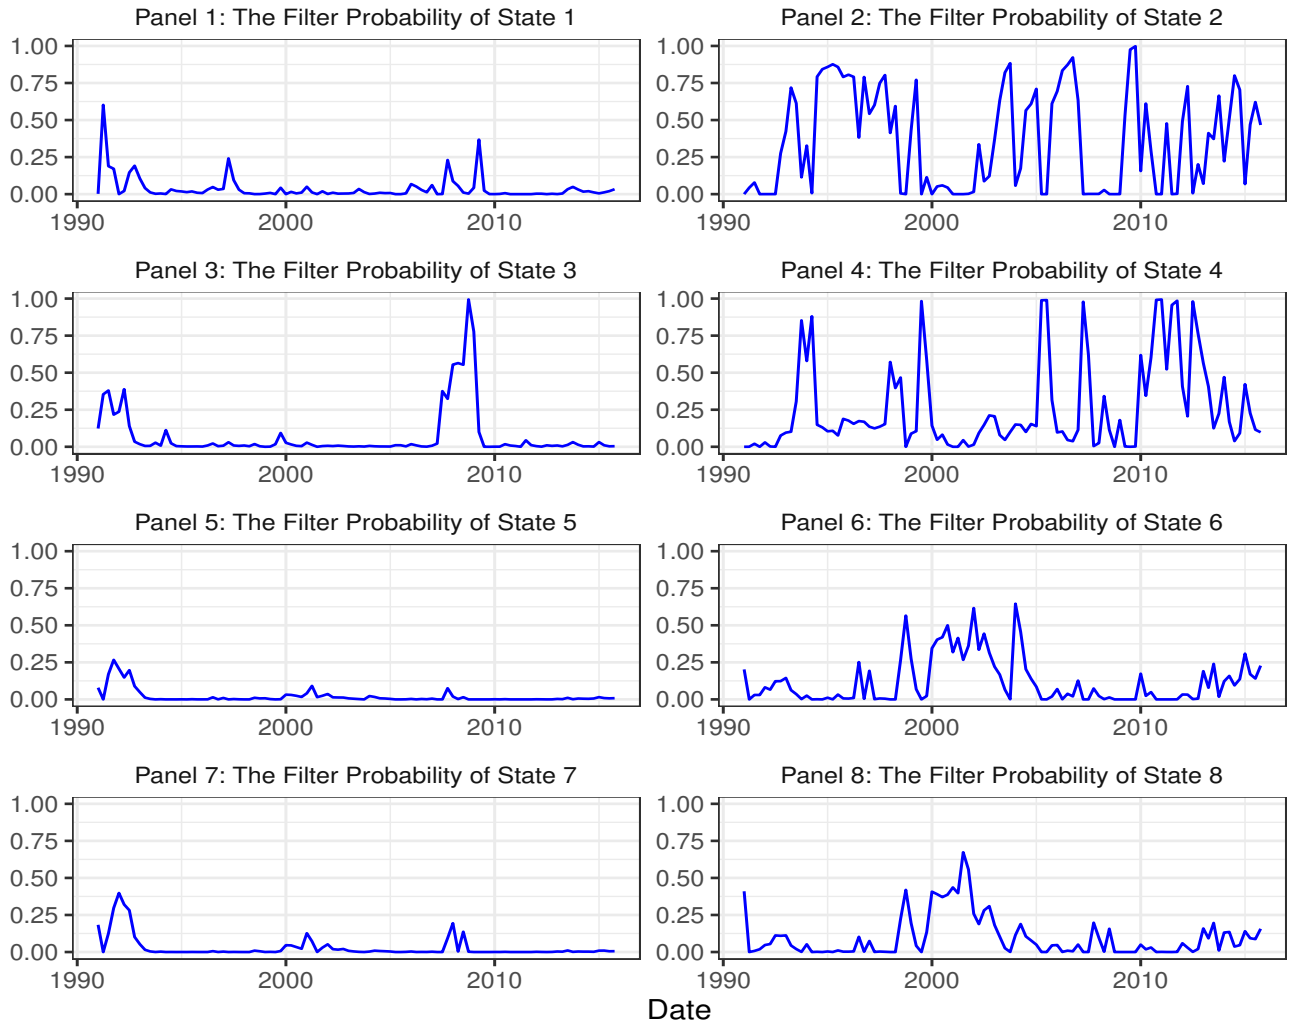 Panel 1: The Filter Probability of State 1
1.00
0.75
0.50
0.25
0.00
1990 2000 2010
Panel 2: The Filter Probability of State 2
1.00
0.75
0.50
0.25
0.00
1990 2000 2010
Panel 3: The Filter Probability of State 3
1.00
0.75
0.50
0.25
0.00
1990 2000 2010
Panel 4: The Filter Probability of State 4
1.00
0.75
0.50
0.25
0.00
1990 2000 2010
Panel 5: The Filter Probability of State 5
1.00
0.75
0.50
0.25
0.00
1990 2000 2010
Panel 6: The Filter Probability of State 6
1.00
0.75
0.50
0.25
0.00
1990 2000 2010
Panel 7: The Filter Probability of State 7
1.00
0.75
0.50
0.25
0.00
1990 2000 2010
Panel 8: The Filter Probability of State 8
1.00
0.75
0.50
0.25
0.00
1990 2000 2010
Date